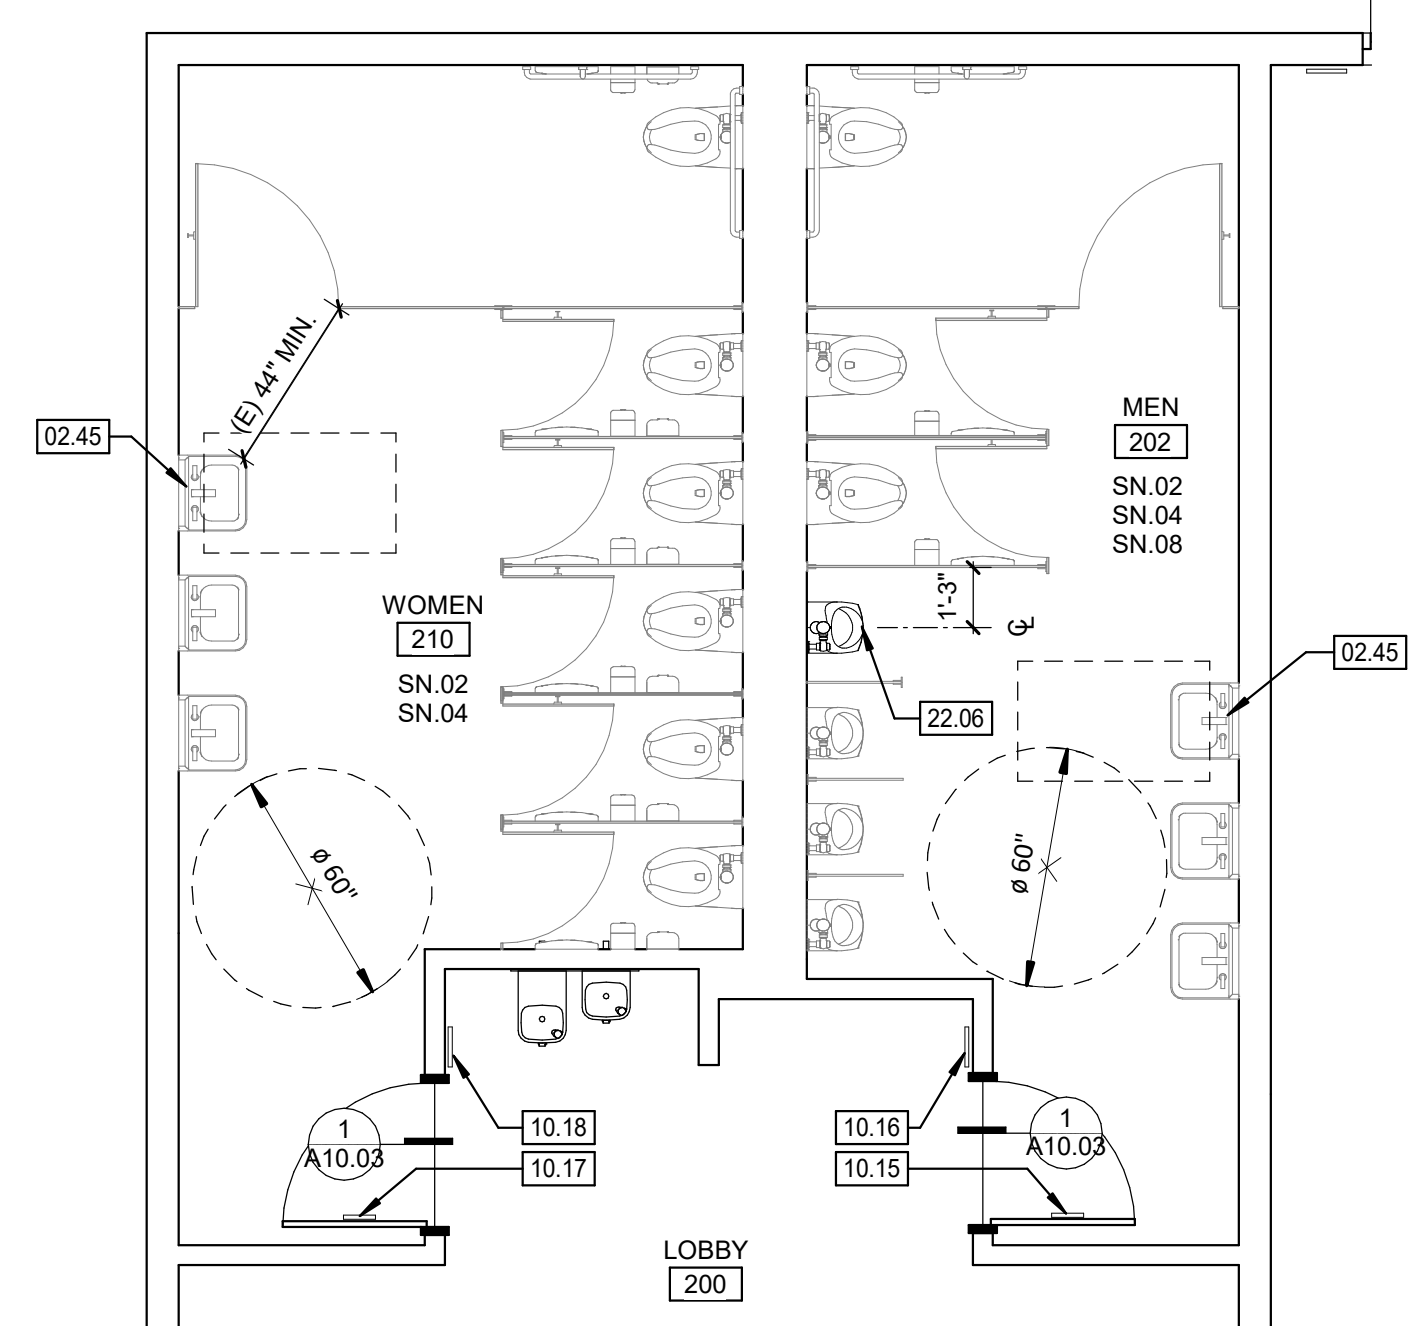 (E) 44" MIN.
02.45
MEN
202
SN.02
SN.04
SN.08
WOMEN
210
SN.02
SN.04
1'-3"
CL
02.45
22.06
ø 60"
ø 60"
10.18
10.17
10.16
10.15
1
A10.03
1
A10.03
LOBBY
200